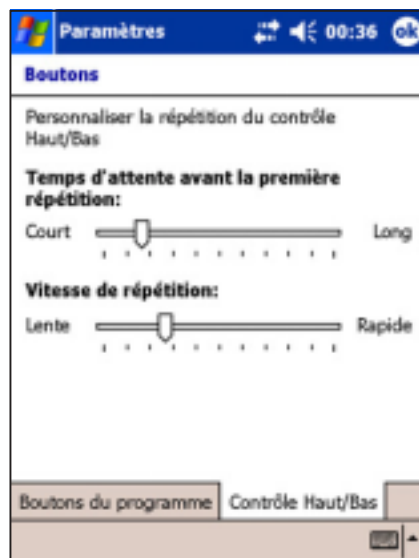 Paramètres 00:36 ok
Boutons
Personnaliser la répétition du contrôle
Haut/Bas
Temps d'attente avant la première
répétition:
Court Long
Vitesse de répétition:
Lente Rapide
Boutons du programme Contrôle Haut/Bas